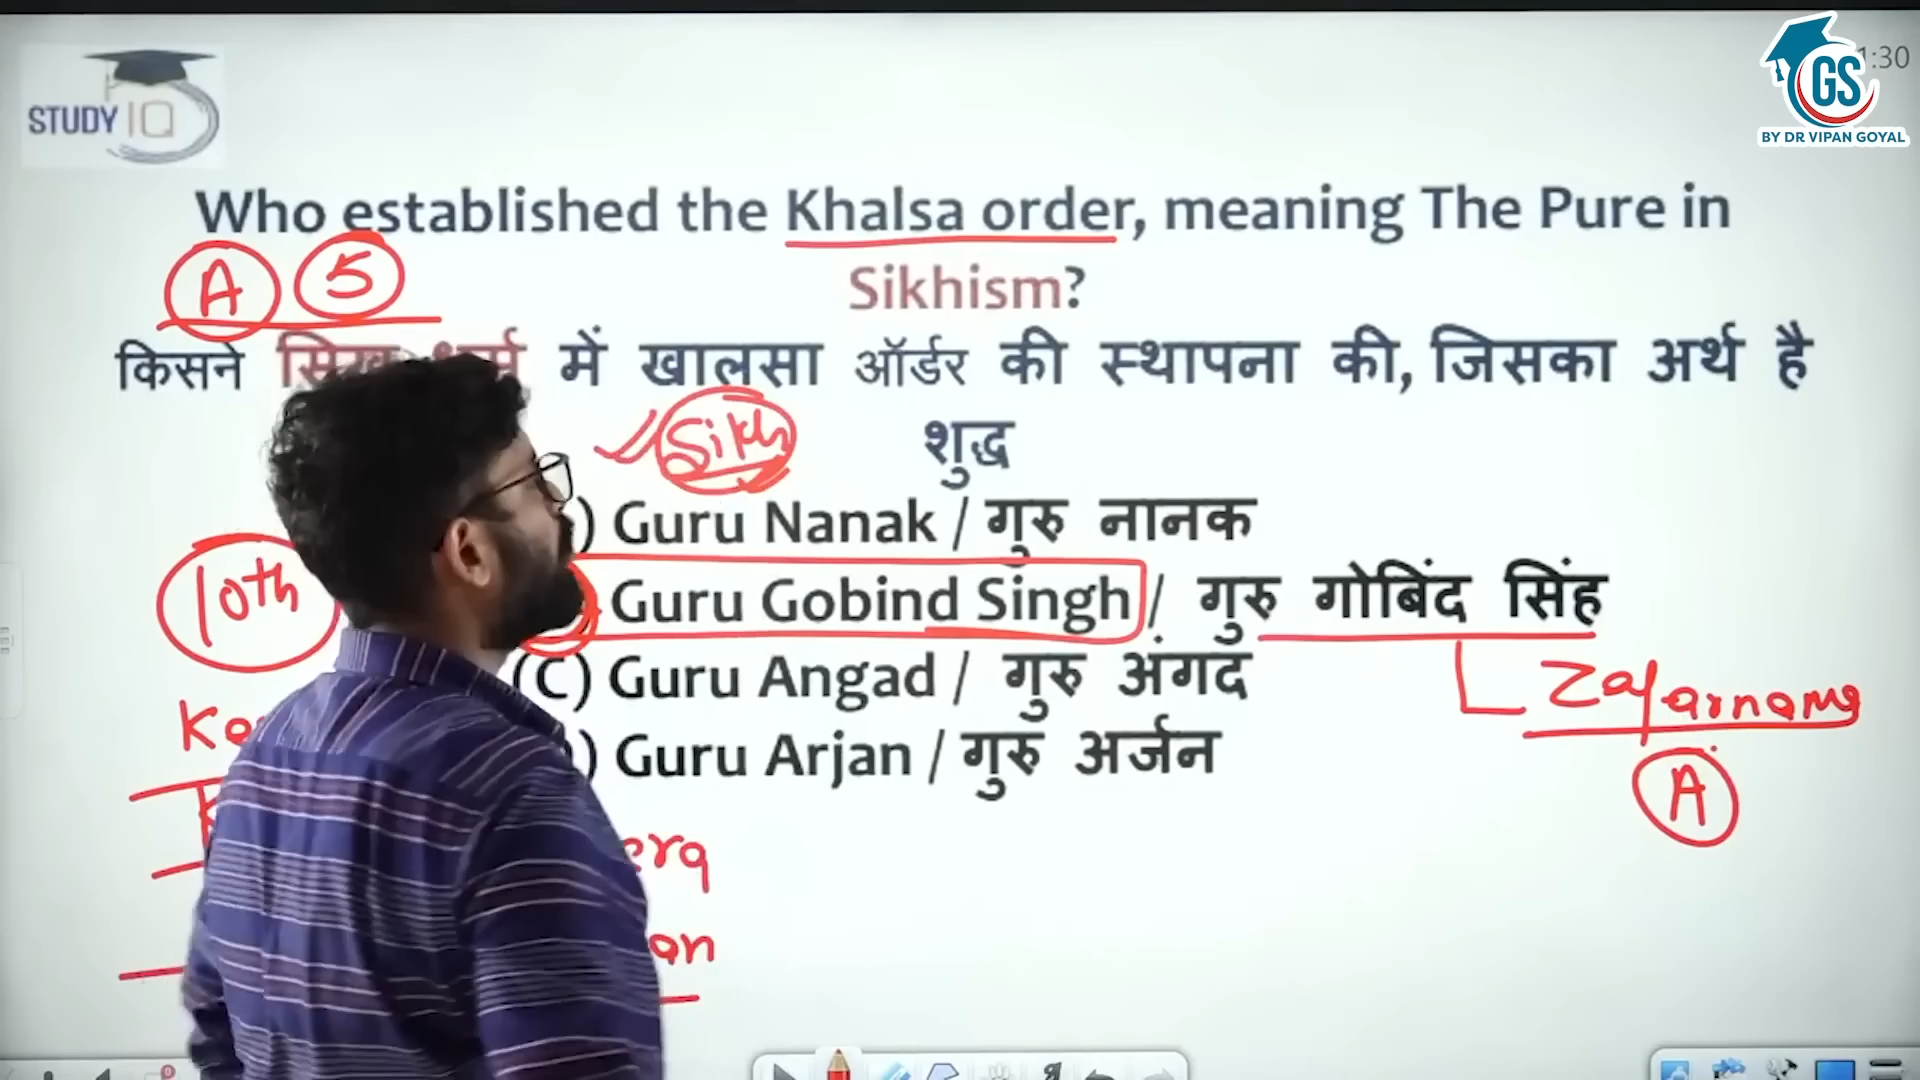 STUDY IQ
GS
BY DR VIPAN GOYAL
:30
Who established the Khalsa order, meaning The Pure in
Sikhism?
A 5
किसने में खालसा ऑर्डर की स्थापना की, जिसका अर्थ है
शुद्ध
Sikh
) Guru Nanak / गुरु नानक
10th
Guru Gobind Singh / गुरु गोबिंद सिंह
(C) Guru Angad / गुरु अंगद
Zafarnama
) Guru Arjan / गुरु अर्जन
A